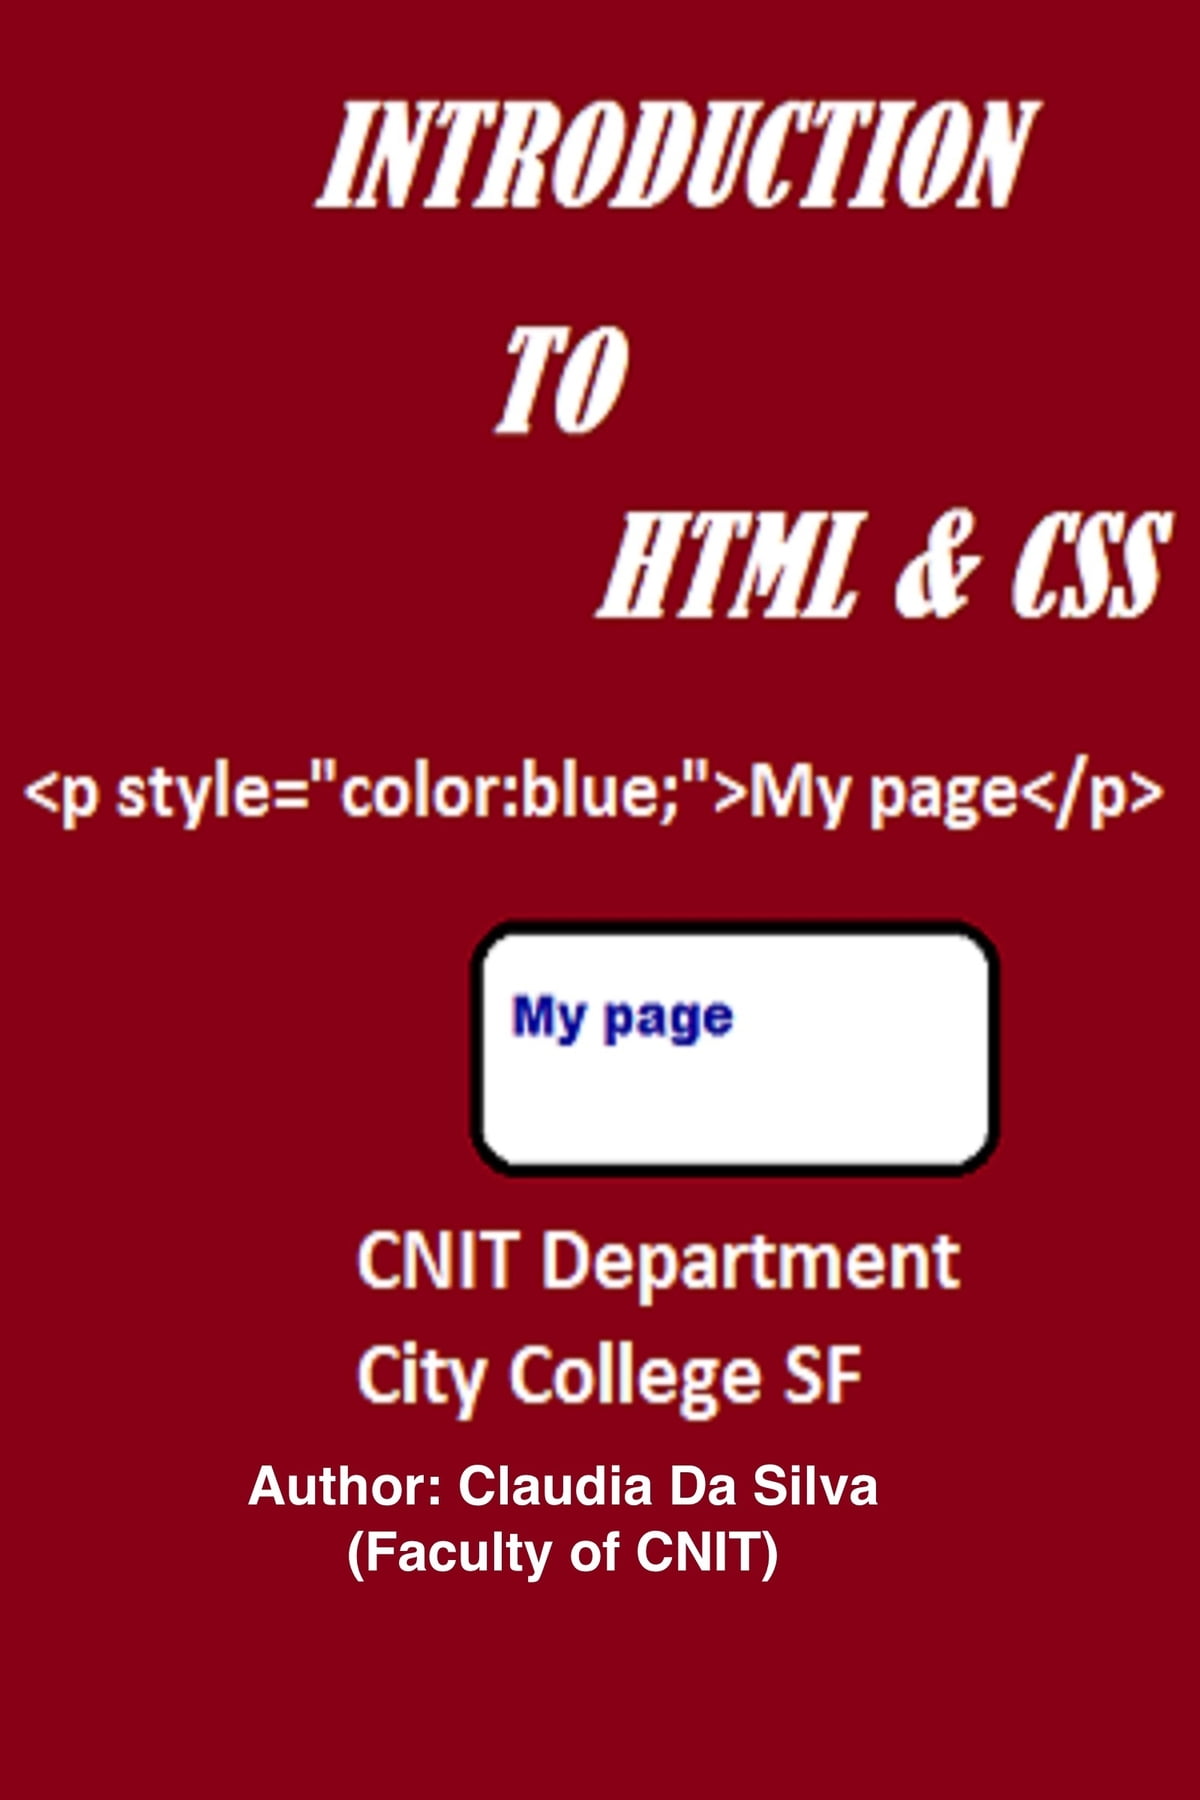 INTRODUCTION
TO
HTML & CSS
<p style="color:blue;">My page</p>
My page
CNIT Department
City College SF
Author: Claudia Da Silva
(Faculty of CNIT)